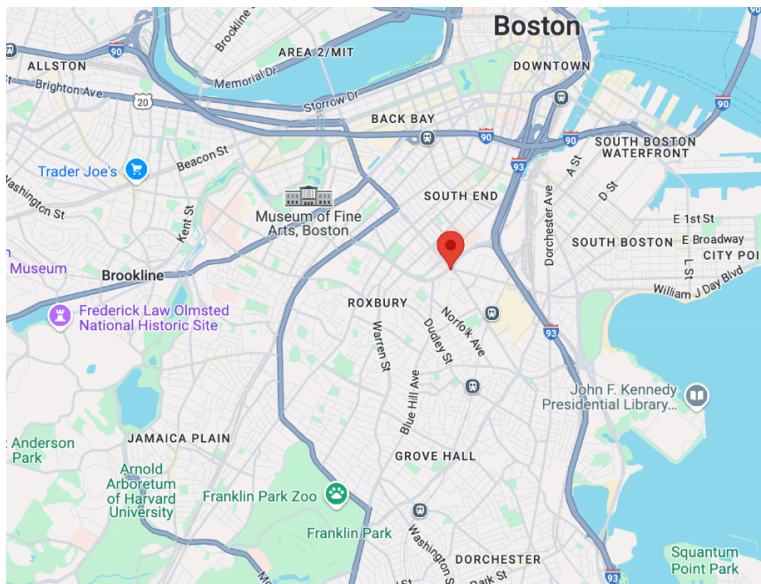 Boston
Brookline St
AREA 2/MIT
90
ALLSTON
DOWNTOWN
Memorial Dr
Brighton Ave
20
Storrow Dr
90
BACK BAY
90
90
93
SOUTH BOSTON
WATERFRONT
Beacon St
Trader Joe's
A St
D St
Washington St
Kent St
SOUTH END
Museum of Fine
Arts, Boston
Dorchester Ave
E 1st St
SOUTH BOSTON
E Broadway
CITY POI
L St
Museum
Brookline
William J Day Blvd
ROXBURY
Frederick Law Olmsted
National Historic Site
Warren St
Dudley St
Norfolk Ave
93
Blue Hill Ave
John F. Kennedy
Presidential Library...
JAMAICA PLAIN
Anderson
Park
GROVE HALL
Arnold
Arboretum
of Harvard
University
Franklin Park Zoo
Franklin Park
Washington St
DORCHESTER
Squantum
Point Park
Park St
93